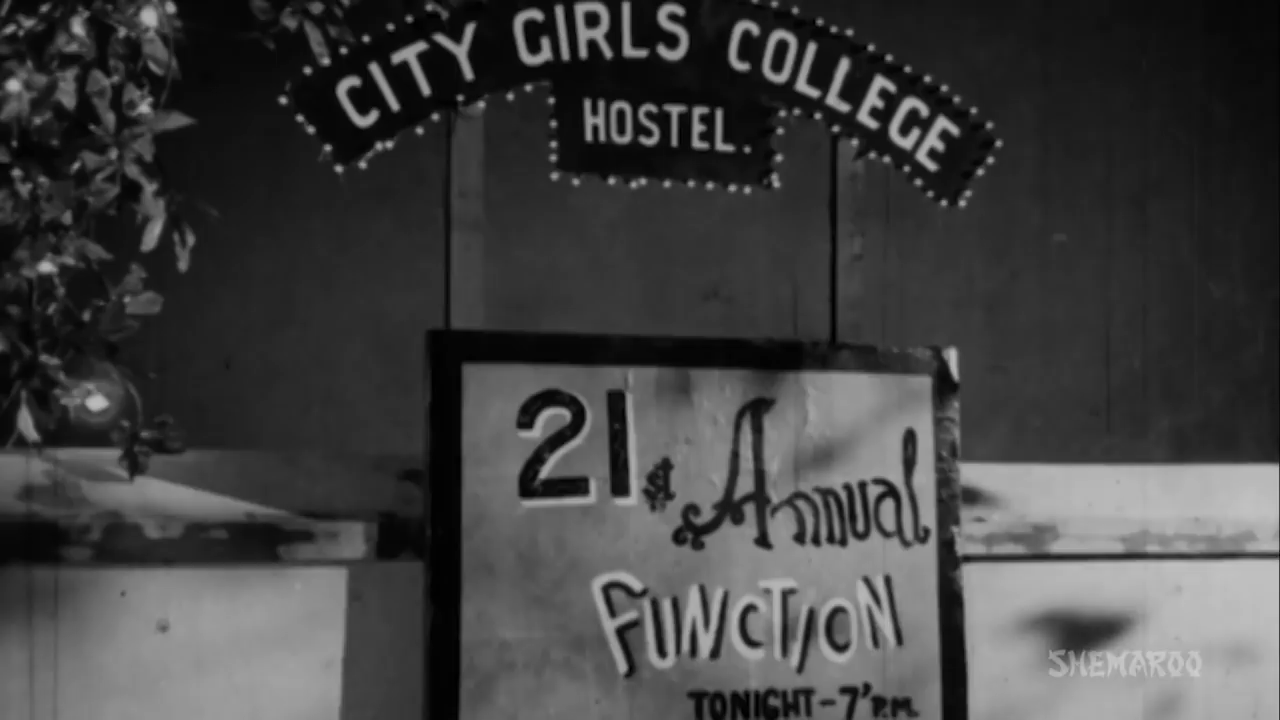 CITY GIRLS COLLEGE
HOSTEL.
21st Annual
FUNCTION
TONIGHT-7'P.M.
SHEMAROO